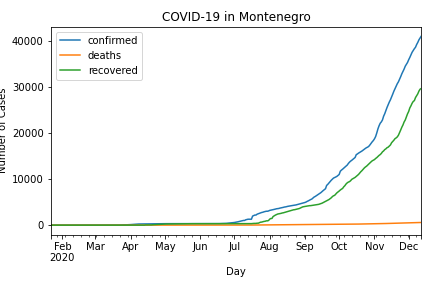 COVID-19 in Montenegro
confirmed
deaths
recovered
40000
30000
20000
10000
0
Number of Cases
Feb Mar Apr May Jun Jul Aug Sep Oct Nov Dec
2020
Day